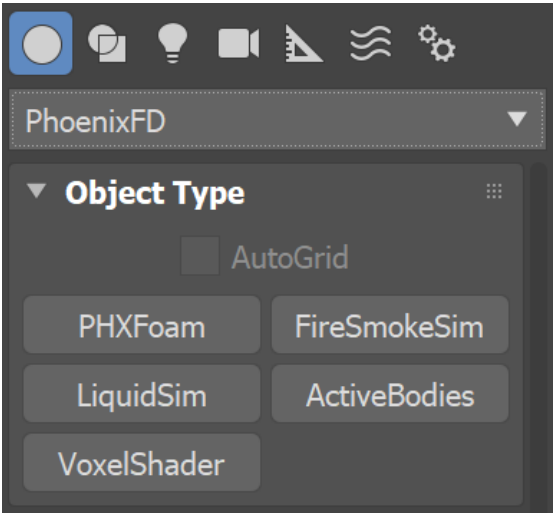 PhoenixFD
Object Type
AutoGrid
PHXFoam FireSmokeSim
LiquidSim ActiveBodies
VoxelShader